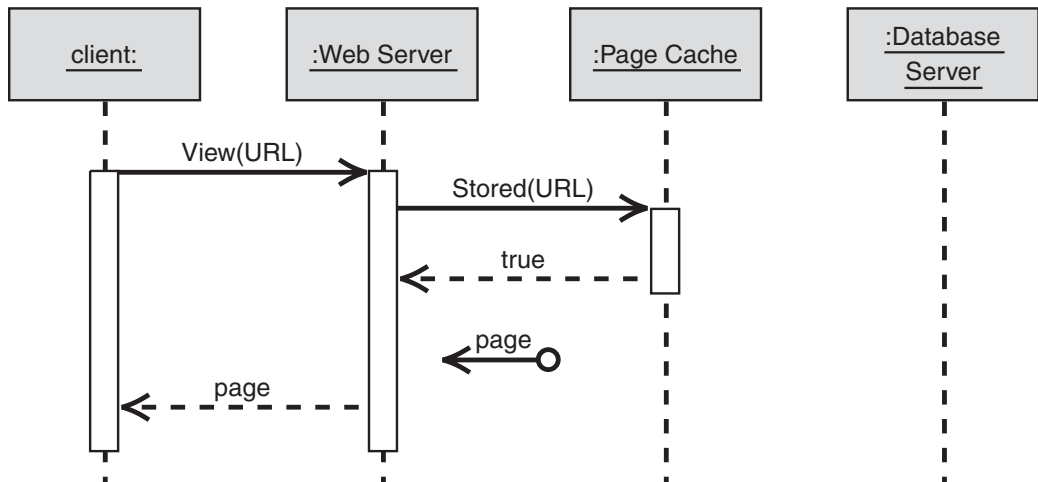 client:
:Web Server
:Page Cache
:Database
Server
View(URL)
Stored(URL)
true
page
page